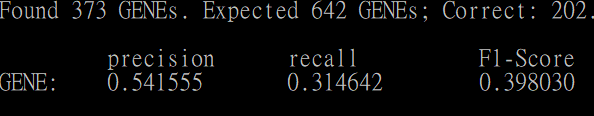 Found 373 GENEs. Expected 642 GENEs; Correct: 202.
precision recall F1-Score
GENE: 0.541555 0.314642 0.398030